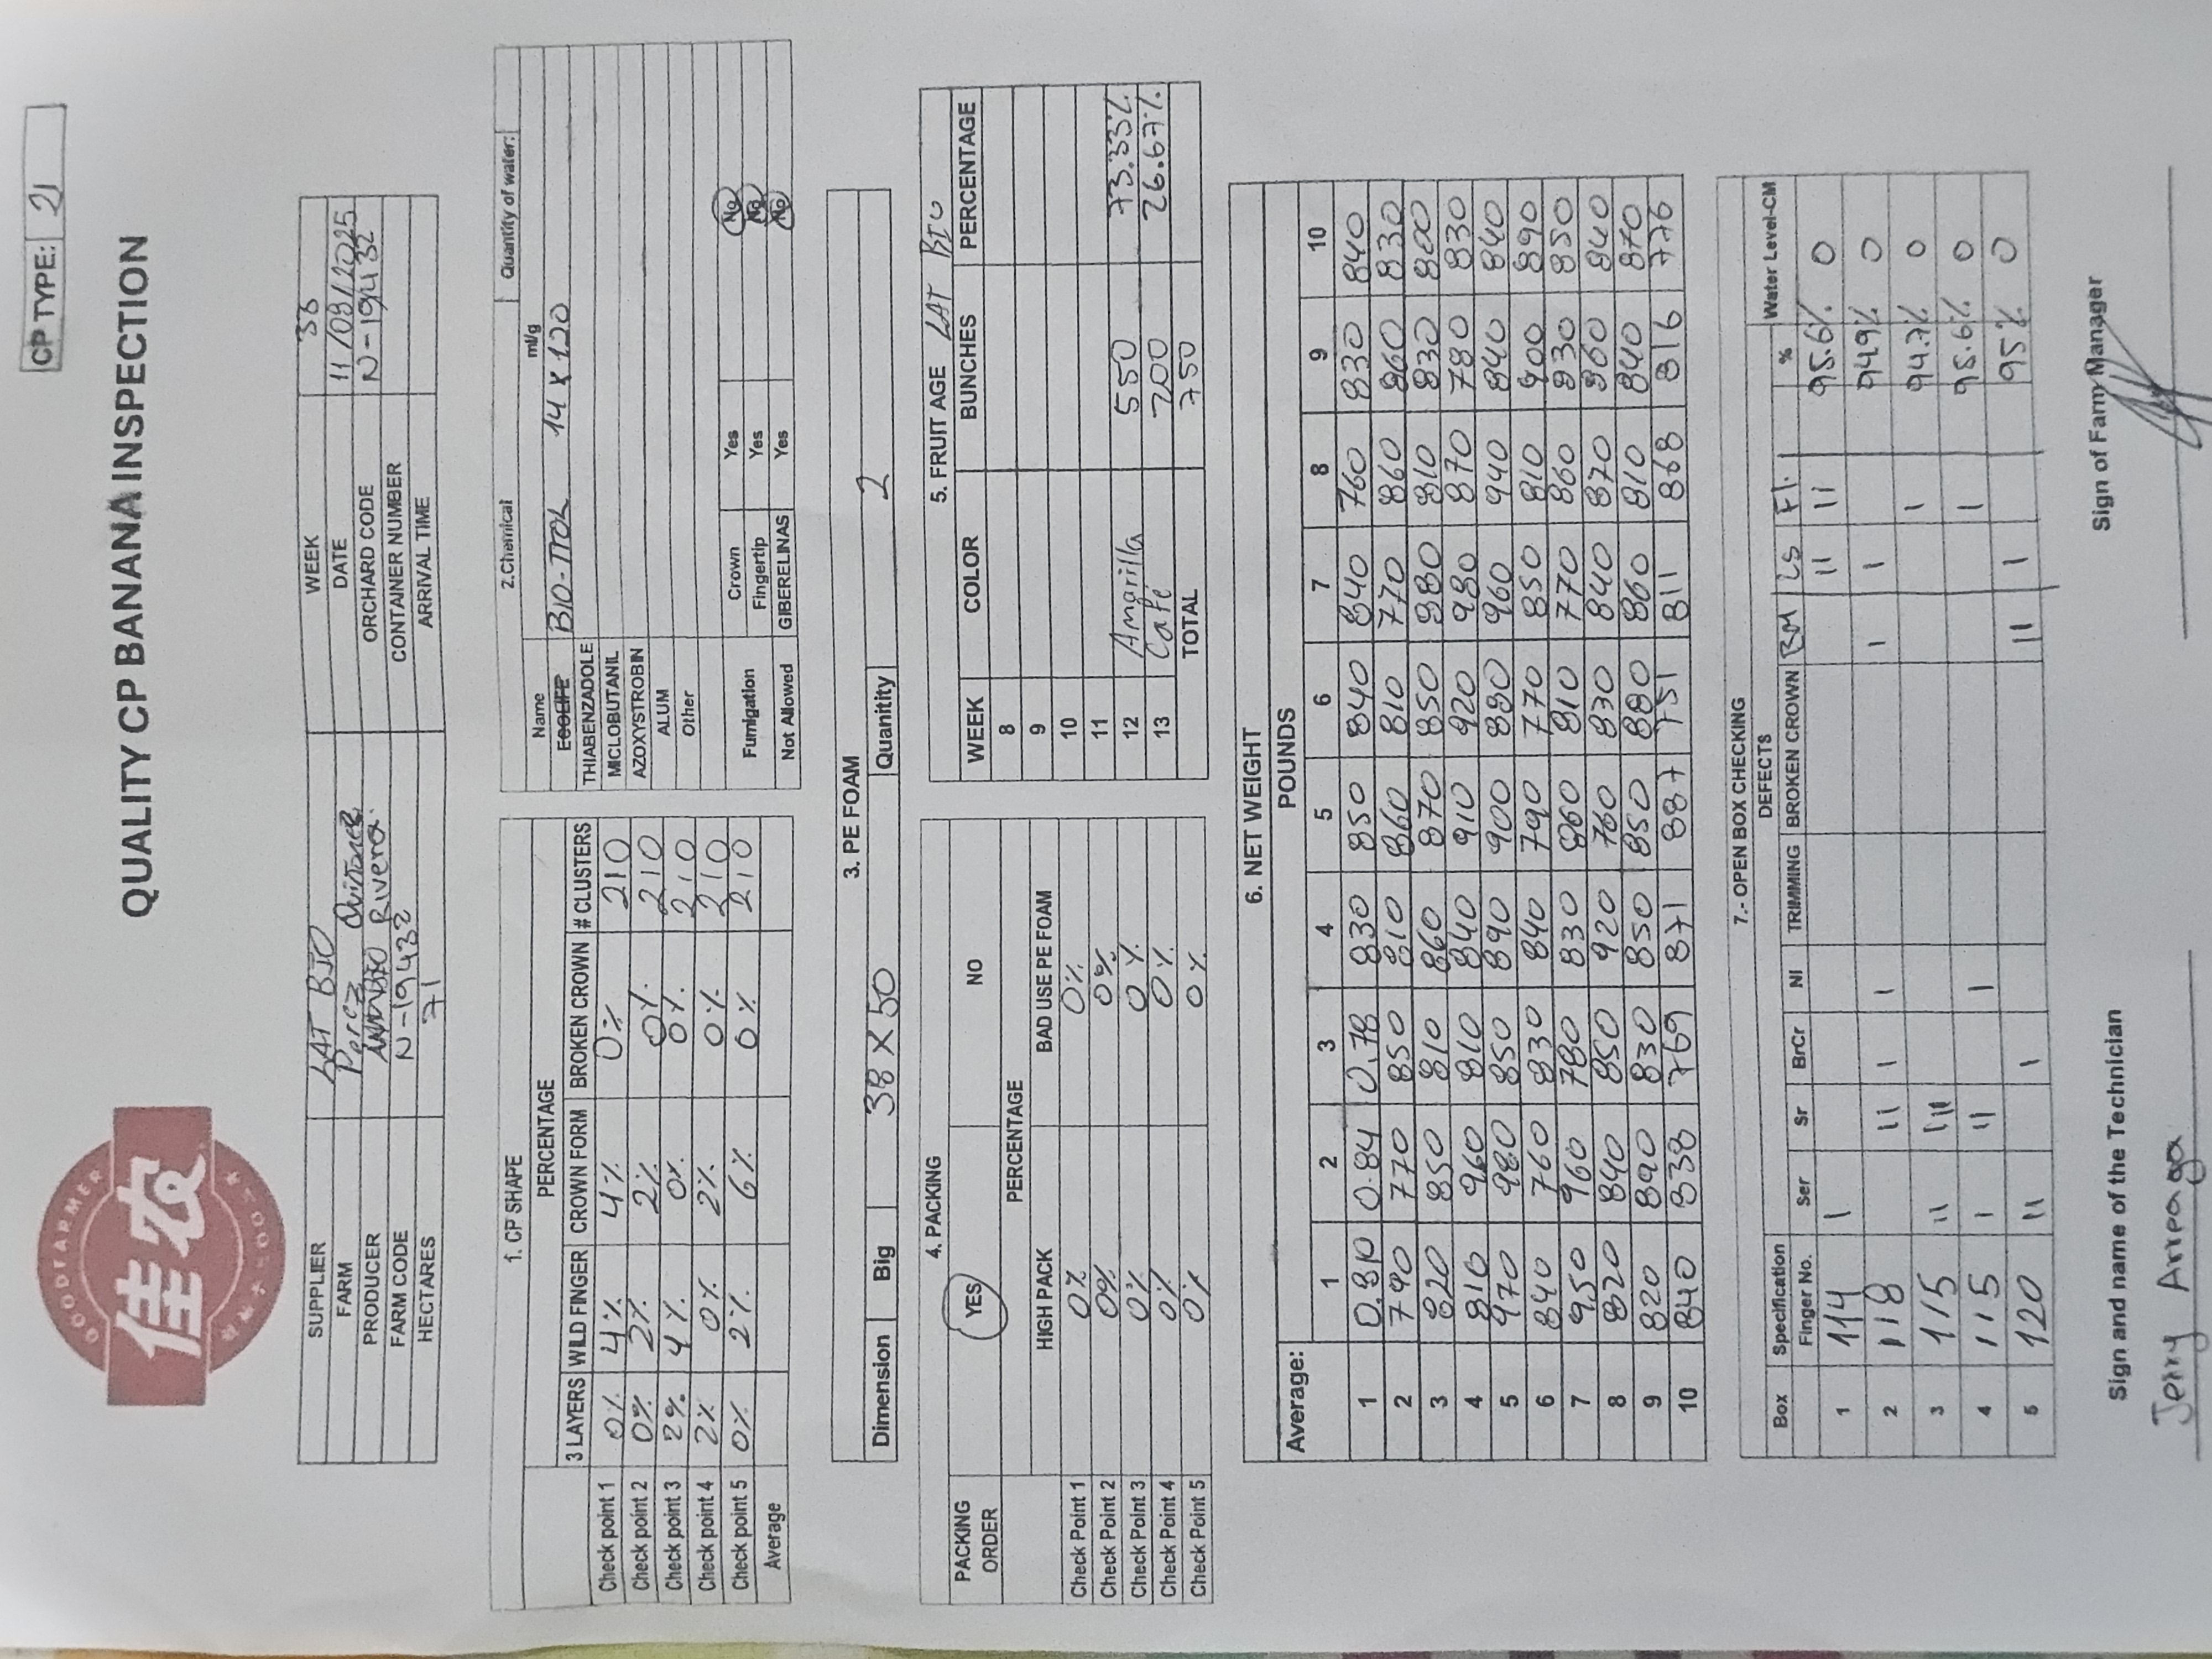 CP TYPE: 21
GOODFARMER
佳农
QUALITY CP BANANA INSPECTION
SUPPLIER LAT BIO WEEK 36
FARM Perez Quiñonez DATE 11/09/2025
PRODUCER Rivera ORCHARD CODE N-19432
FARM CODE N-19432 CONTAINER NUMBER
HECTARES 71 ARRIVAL TIME
1. CP SHAPE
PERCENTAGE
3 LAYERS WILD FINGER CROWN FORM BROKEN CROWN # CLUSTERS
Check point 1 0% 4% 4% 0% 210
Check point 2 0% 2% 2% 0% 210
Check point 3 2% 4% 0% 0% 210
Check point 4 2% 0% 2% 0% 210
Check point 5 0% 2% 6% 0% 210
Average
2.Chemical Quantity of water:
Name ml/g
ECOLIFE BIO-TTOL 14 x 120
THIABENZADOLE
MICLOBUTANIL
AZOXYSTROBIN
ALUM
Other
Fumigation Crown Yes No
Fingertip Yes No
Not Allowed GIBERELINAS Yes No
3. PE FOAM
Dimension Big 38 x 50 Quanitity 2
4. PACKING
PACKING ORDER YES NO
PERCENTAGE
HIGH PACK BAD USE PE FOAM
Check Point 1 0% 0%
Check Point 2 0% 0%
Check Point 3 0% 0%
Check Point 4 0% 0%
Check Point 5 0% 0%
5. FRUIT AGE LAT BIO
WEEK COLOR BUNCHES PERCENTAGE
8
9
10
11
12 Amarilla 550 73.33%
13 Cafe 200 26.67%
TOTAL 750
6. NET WEIGHT
POUNDS
Average:
1 2 3 4 5 6 7 8 9 10
1 0.810 0.84 0.78 830 850 840 840 760 830 840
2 790 770 850 810 860 810 770 860 860 830
3 820 850 810 860 870 850 880 810 830 800
4 810 960 810 840 910 920 980 870 780 830
5 970 980 850 890 900 880 960 940 840 840
6 840 760 830 840 790 770 850 810 900 890
7 950 960 780 830 860 810 770 860 830 850
8 820 840 850 920 760 830 840 870 860 840
9 820 890 830 850 850 880 860 810 840 870
10 840 838 769 871 887 751 811 868 816 776
7.- OPEN BOX CHECKING
DEFECTS
Box Specification Finger No. Ser Sr BrCr NI TRIMMING BROKEN CROWN BM Ls Fl. % Water Level-CM
1 114 I II II 95.6% 0
2 118 II I I I I 94.9% 0
3 115 II III I 94.7% 0
4 115 I II I I 95.6% 0
5 120 II I II I 95% 0
Sign and name of the Technician
Jerry Arreaga
Sign of Farm Manager